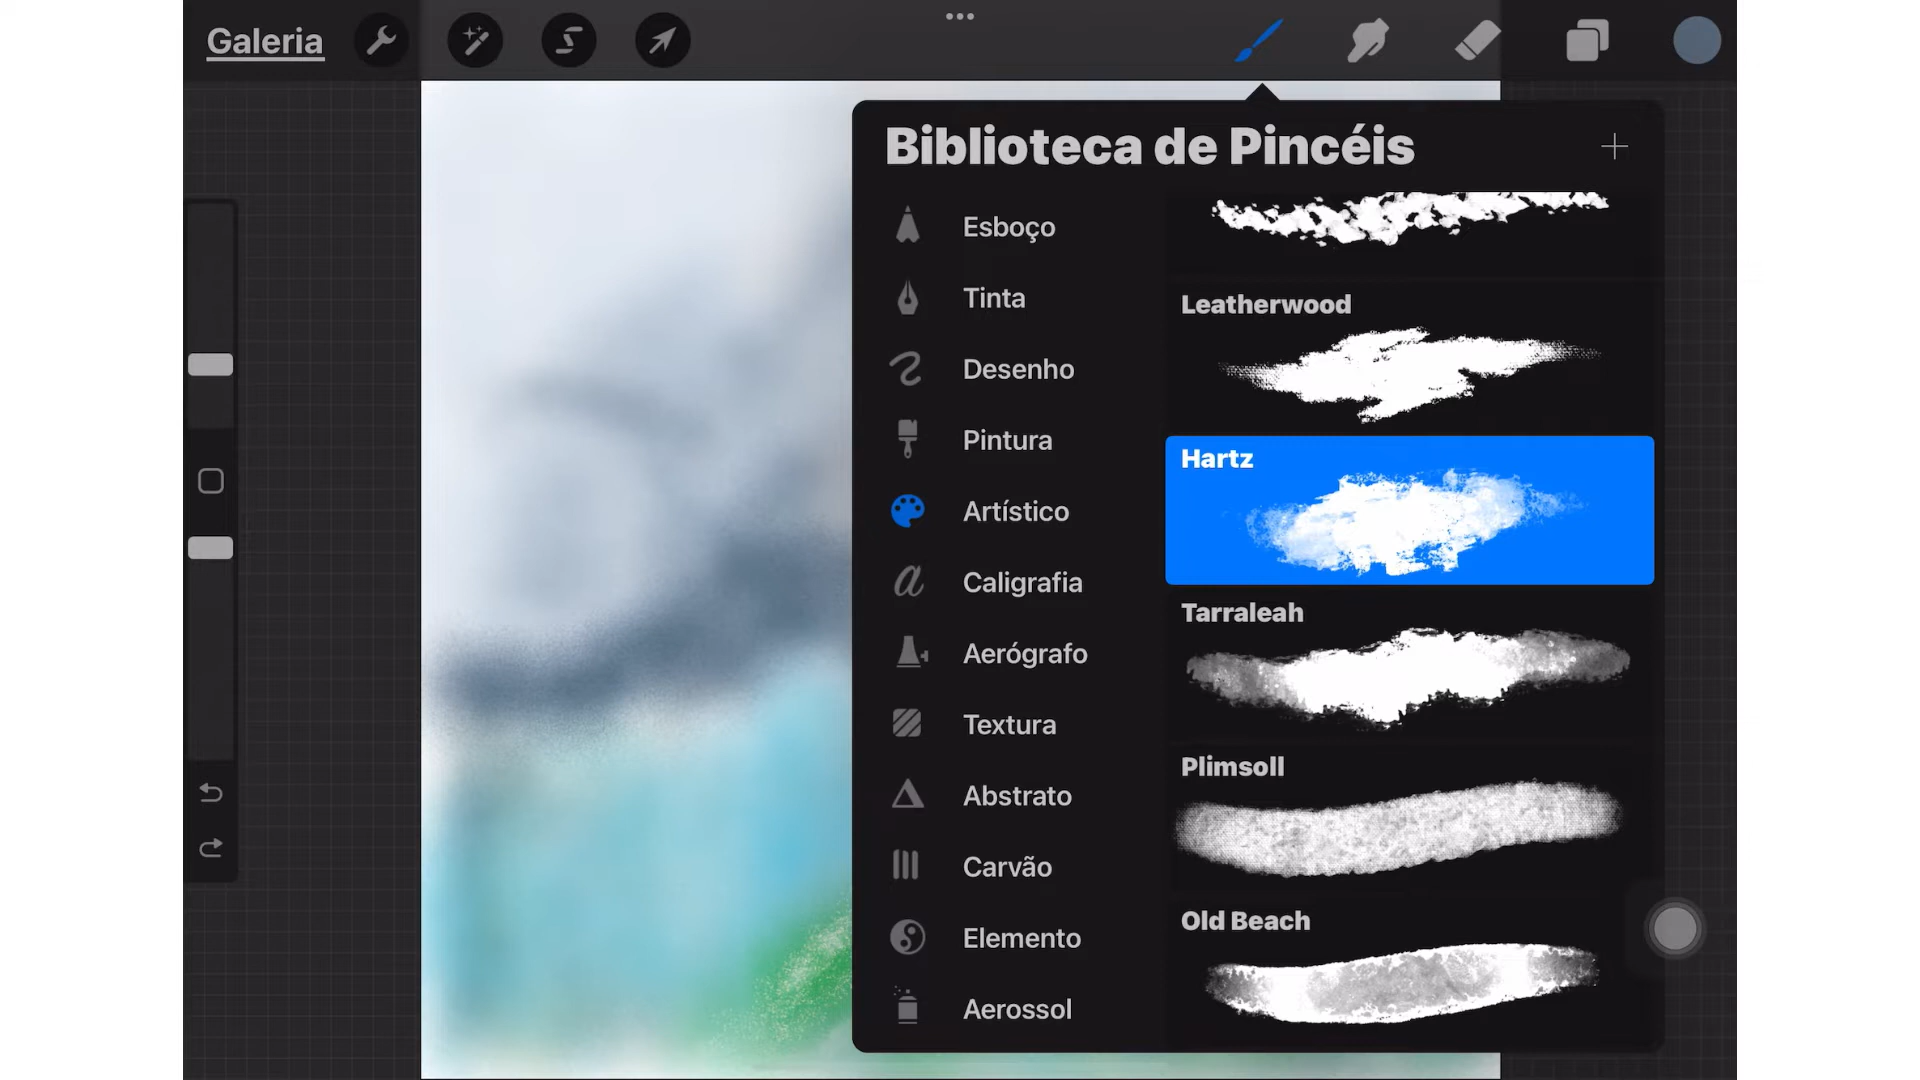 Galeria
Biblioteca de Pincéis
Esboço
Tinta
Desenho
Pintura
Artístico
Caligrafia
Aerógrafo
Textura
Abstrato
Carvão
Elemento
Aerossol
Leatherwood
Hartz
Tarraleah
Plimsoll
Old Beach